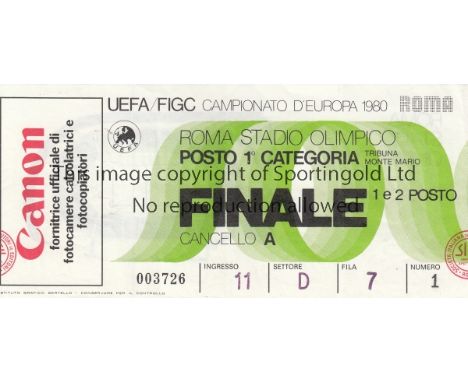 Canon
fornitrice ufficiale di
fotocamere calcolatrici e
fotocopiatori
UEFA/FIGC CAMPIONATO D'EUROPA 1980 ROMA
ROMA STADIO OLIMPICO
POSTO 1ª CATEGORIA
TRIBUNA
MONTE MARIO
This image copyright of Sportingold Ltd
FINALE 1 e 2 POSTO
No reproduction allowed
CANCELLO A
003726
INGRESSO SETTORE FILA NUMERO
11 D 7 1